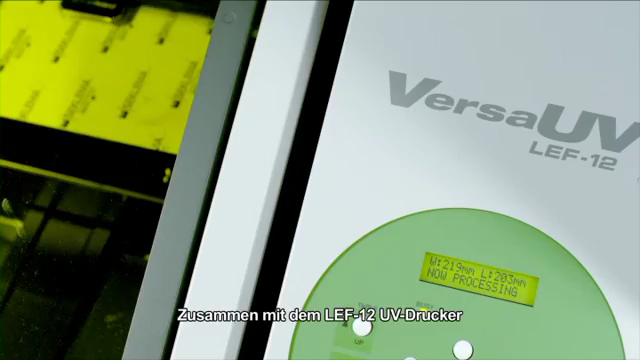 VersaUV
LEF-12
W:219mm L:203mm
NOW PROCESSING
UP
Zusammen mit dem LEF-12 UV-Drucker